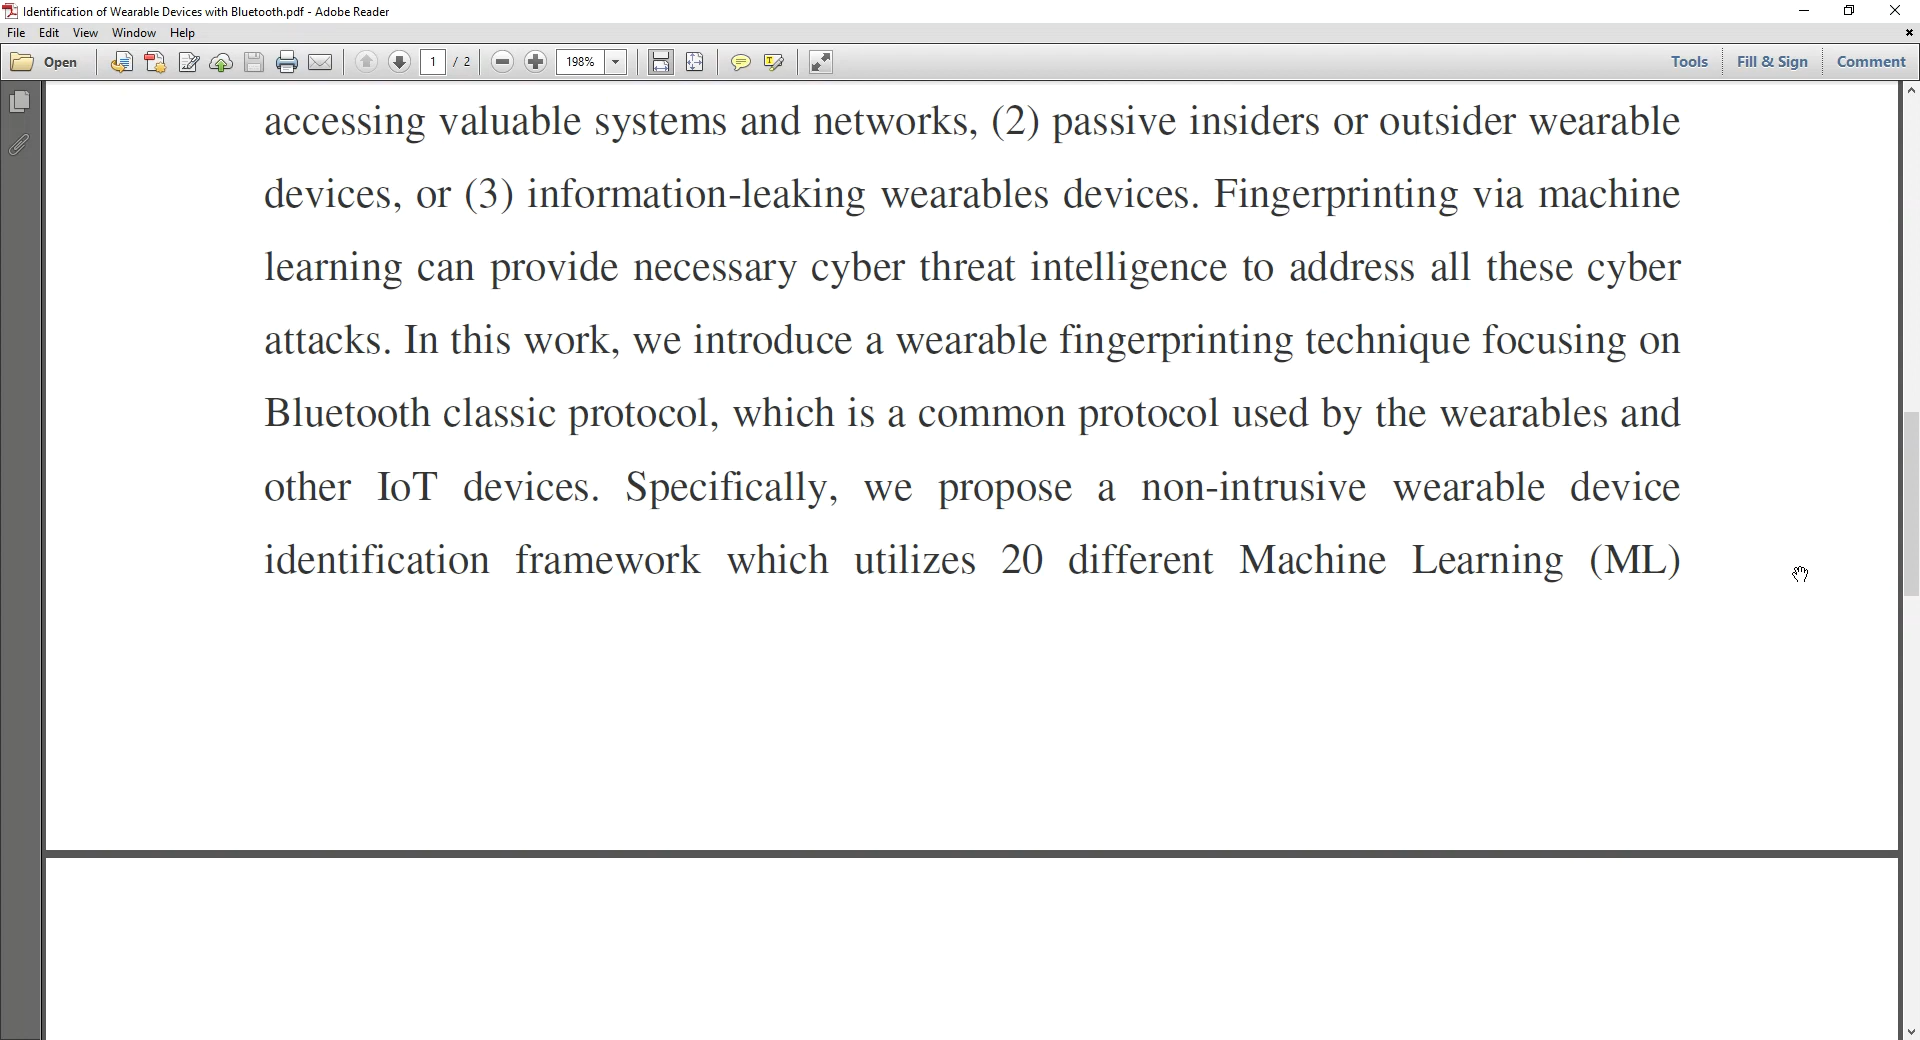 Identification of Wearable Devices with Bluetooth.pdf - Adobe Reader
File Edit View Window Help
Open 1 / 2 198% Tools Fill & Sign Comment
accessing valuable systems and networks, (2) passive insiders or outsider wearable
devices, or (3) information-leaking wearables devices. Fingerprinting via machine
learning can provide necessary cyber threat intelligence to address all these cyber
attacks. In this work, we introduce a wearable fingerprinting technique focusing on
Bluetooth classic protocol, which is a common protocol used by the wearables and
other IoT devices. Specifically, we propose a non-intrusive wearable device
identification framework which utilizes 20 different Machine Learning (ML)